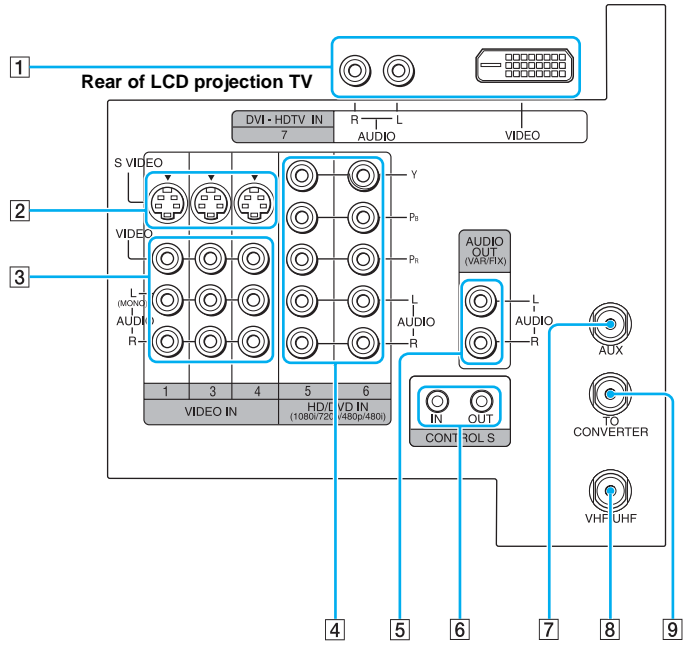 1
Rear of LCD projection TV
DVI - HDTV IN
7
R L
AUDIO
VIDEO
S VIDEO
2
VIDEO
3
L
(MONO)
AUDIO
R
Y
PB
PR
L
AUDIO
R
AUDIO
OUT
(VAR/FIX)
L
AUDIO
R
AUX
1 3 4 5 6
VIDEO IN
HD/DVD IN
(1080i/720p/480p/480i)
IN OUT
CONTROL S
TO
CONVERTER
VHF/UHF
4 5 6 7 8 9